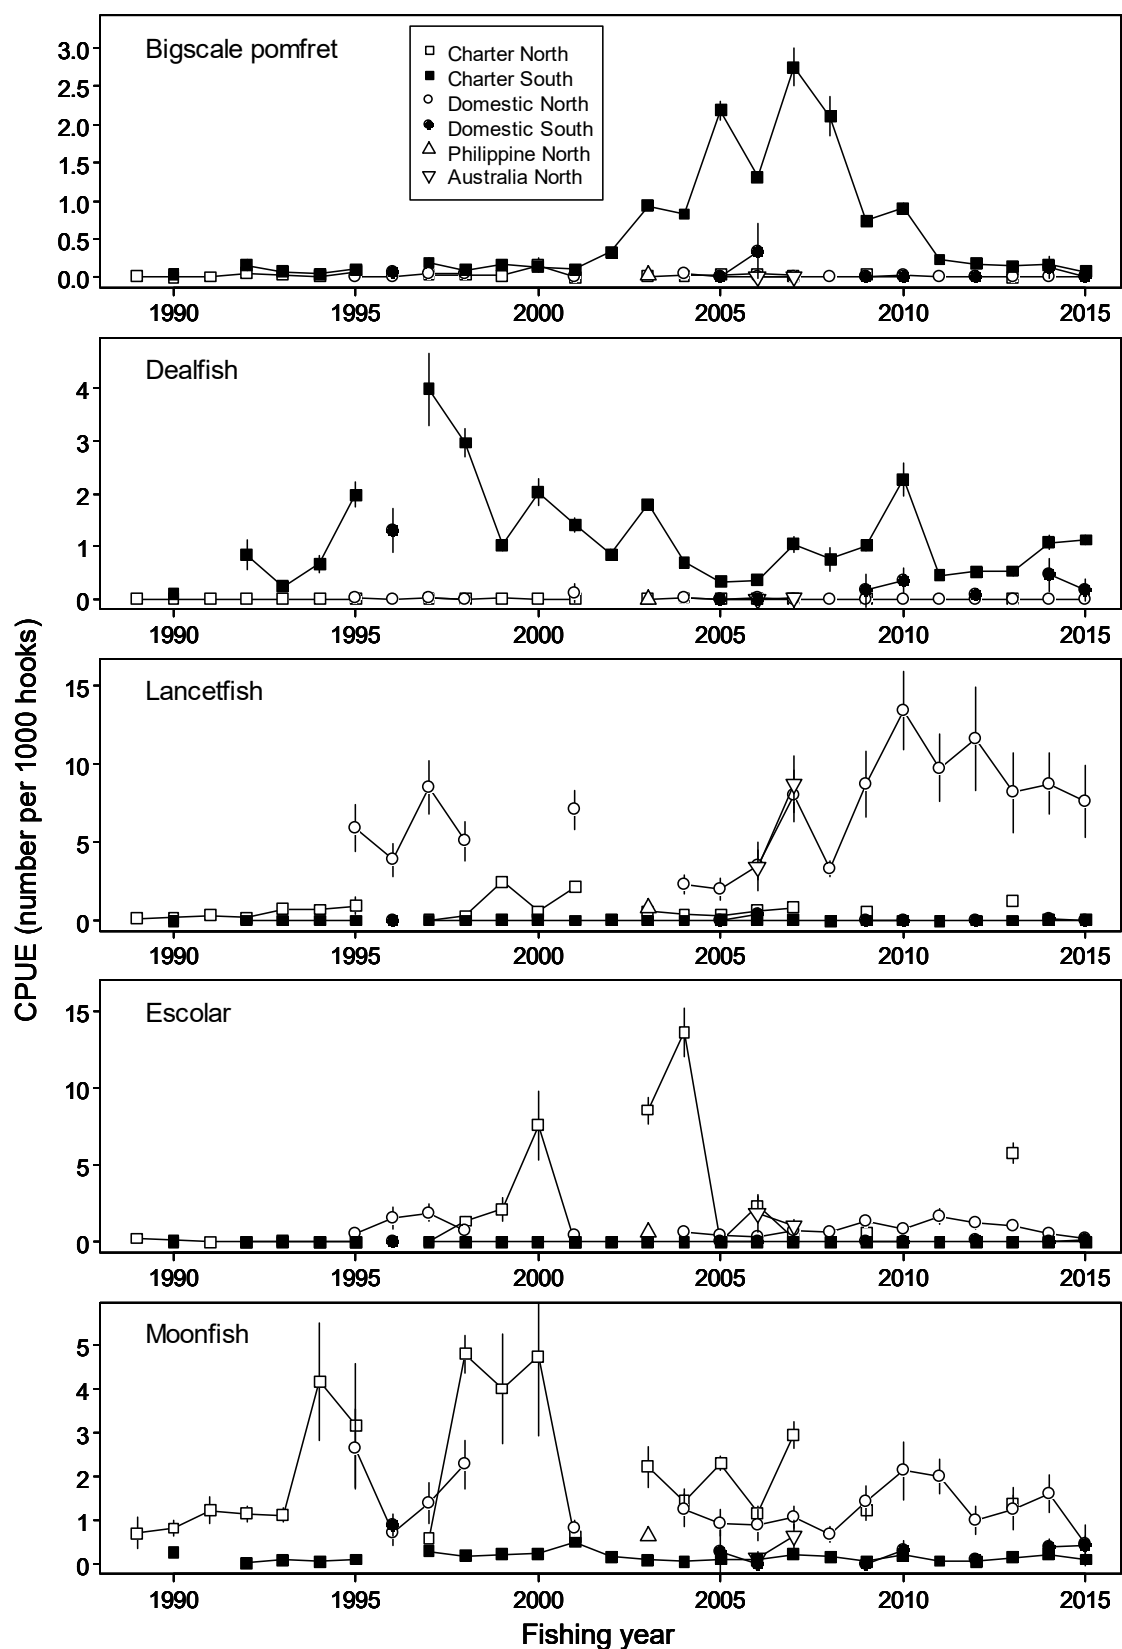 CPUE (number per 1000 hooks)
Bigscale pomfret
Charter North
Charter South
Domestic North
Domestic South
Philippine North
Australia North
3.0
2.5
2.0
1.5
1.0
0.5
0.0
1990 1995 2000 2005 2010 2015
Dealfish
4
3
2
1
0
1990 1995 2000 2005 2010 2015
Lancetfish
15
10
5
0
1990 1995 2000 2005 2010 2015
Escolar
15
10
5
0
1990 1995 2000 2005 2010 2015
Moonfish
5
4
3
2
1
0
1990 1995 2000 2005 2010 2015
Fishing year